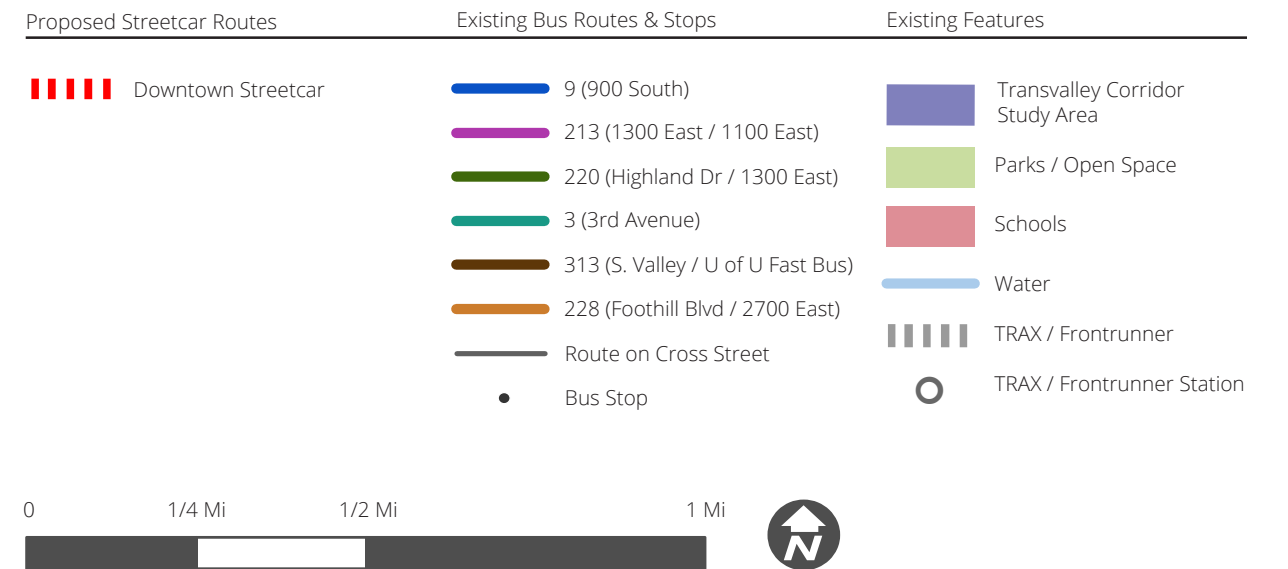 Proposed Streetcar Routes
Downtown Streetcar
Existing Bus Routes & Stops
9 (900 South)
213 (1300 East / 1100 East)
220 (Highland Dr / 1300 East)
3 (3rd Avenue)
313 (S. Valley / U of U Fast Bus)
228 (Foothill Blvd / 2700 East)
Route on Cross Street
Bus Stop
Existing Features
Transvalley Corridor
Study Area
Parks / Open Space
Schools
Water
TRAX / Frontrunner
TRAX / Frontrunner Station
0 1/4 Mi 1/2 Mi 1 Mi
N